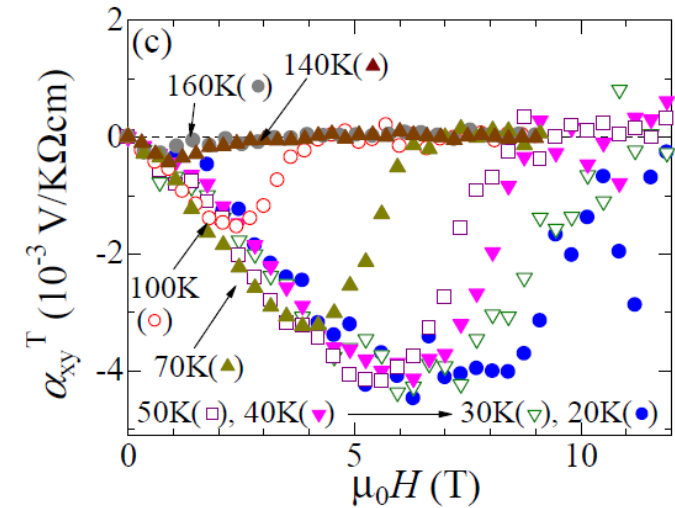 (c)
160K(●)
140K(▲)
100K
(○)
70K(▲)
50K(□), 40K(▼) → 30K(▽), 20K(●)
2
0
-2
-4
0
5
10
α_xy^T (10^-3 V/KΩcm)
μ₀H (T)